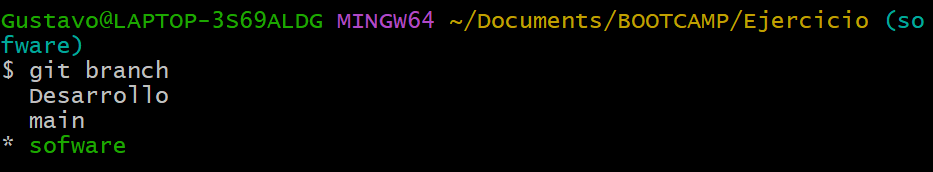 Gustavo@LAPTOP-3S69ALDG MINGW64 ~/Documents/BOOTCAMP/Ejercicio (so
fware)
$ git branch
  Desarrollo
  main
* sofware